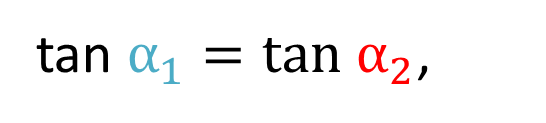 tan α₁ = tan α₂,